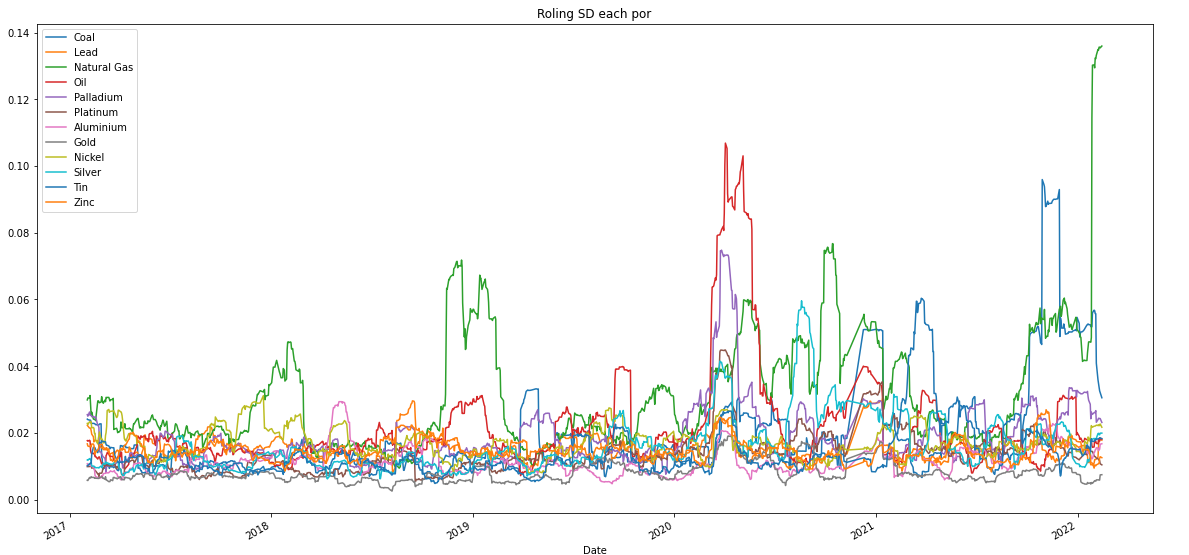 Roling SD each por
0.14
0.12
0.10
0.08
0.06
0.04
0.02
0.00
Coal
Lead
Natural Gas
Oil
Palladium
Platinum
Aluminium
Gold
Nickel
Silver
Tin
Zinc
2017
2018
2019
2020
2021
2022
Date